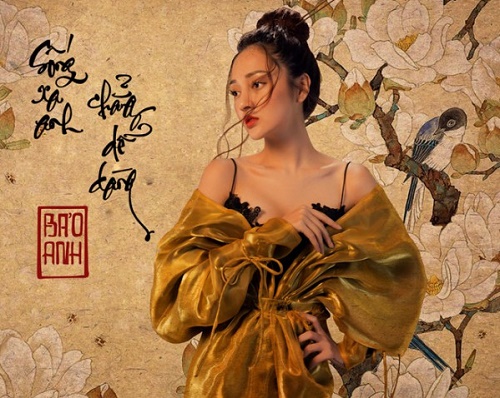 Sống
xa
anh
chẳng
dễ
dàng
BẢO
ANH